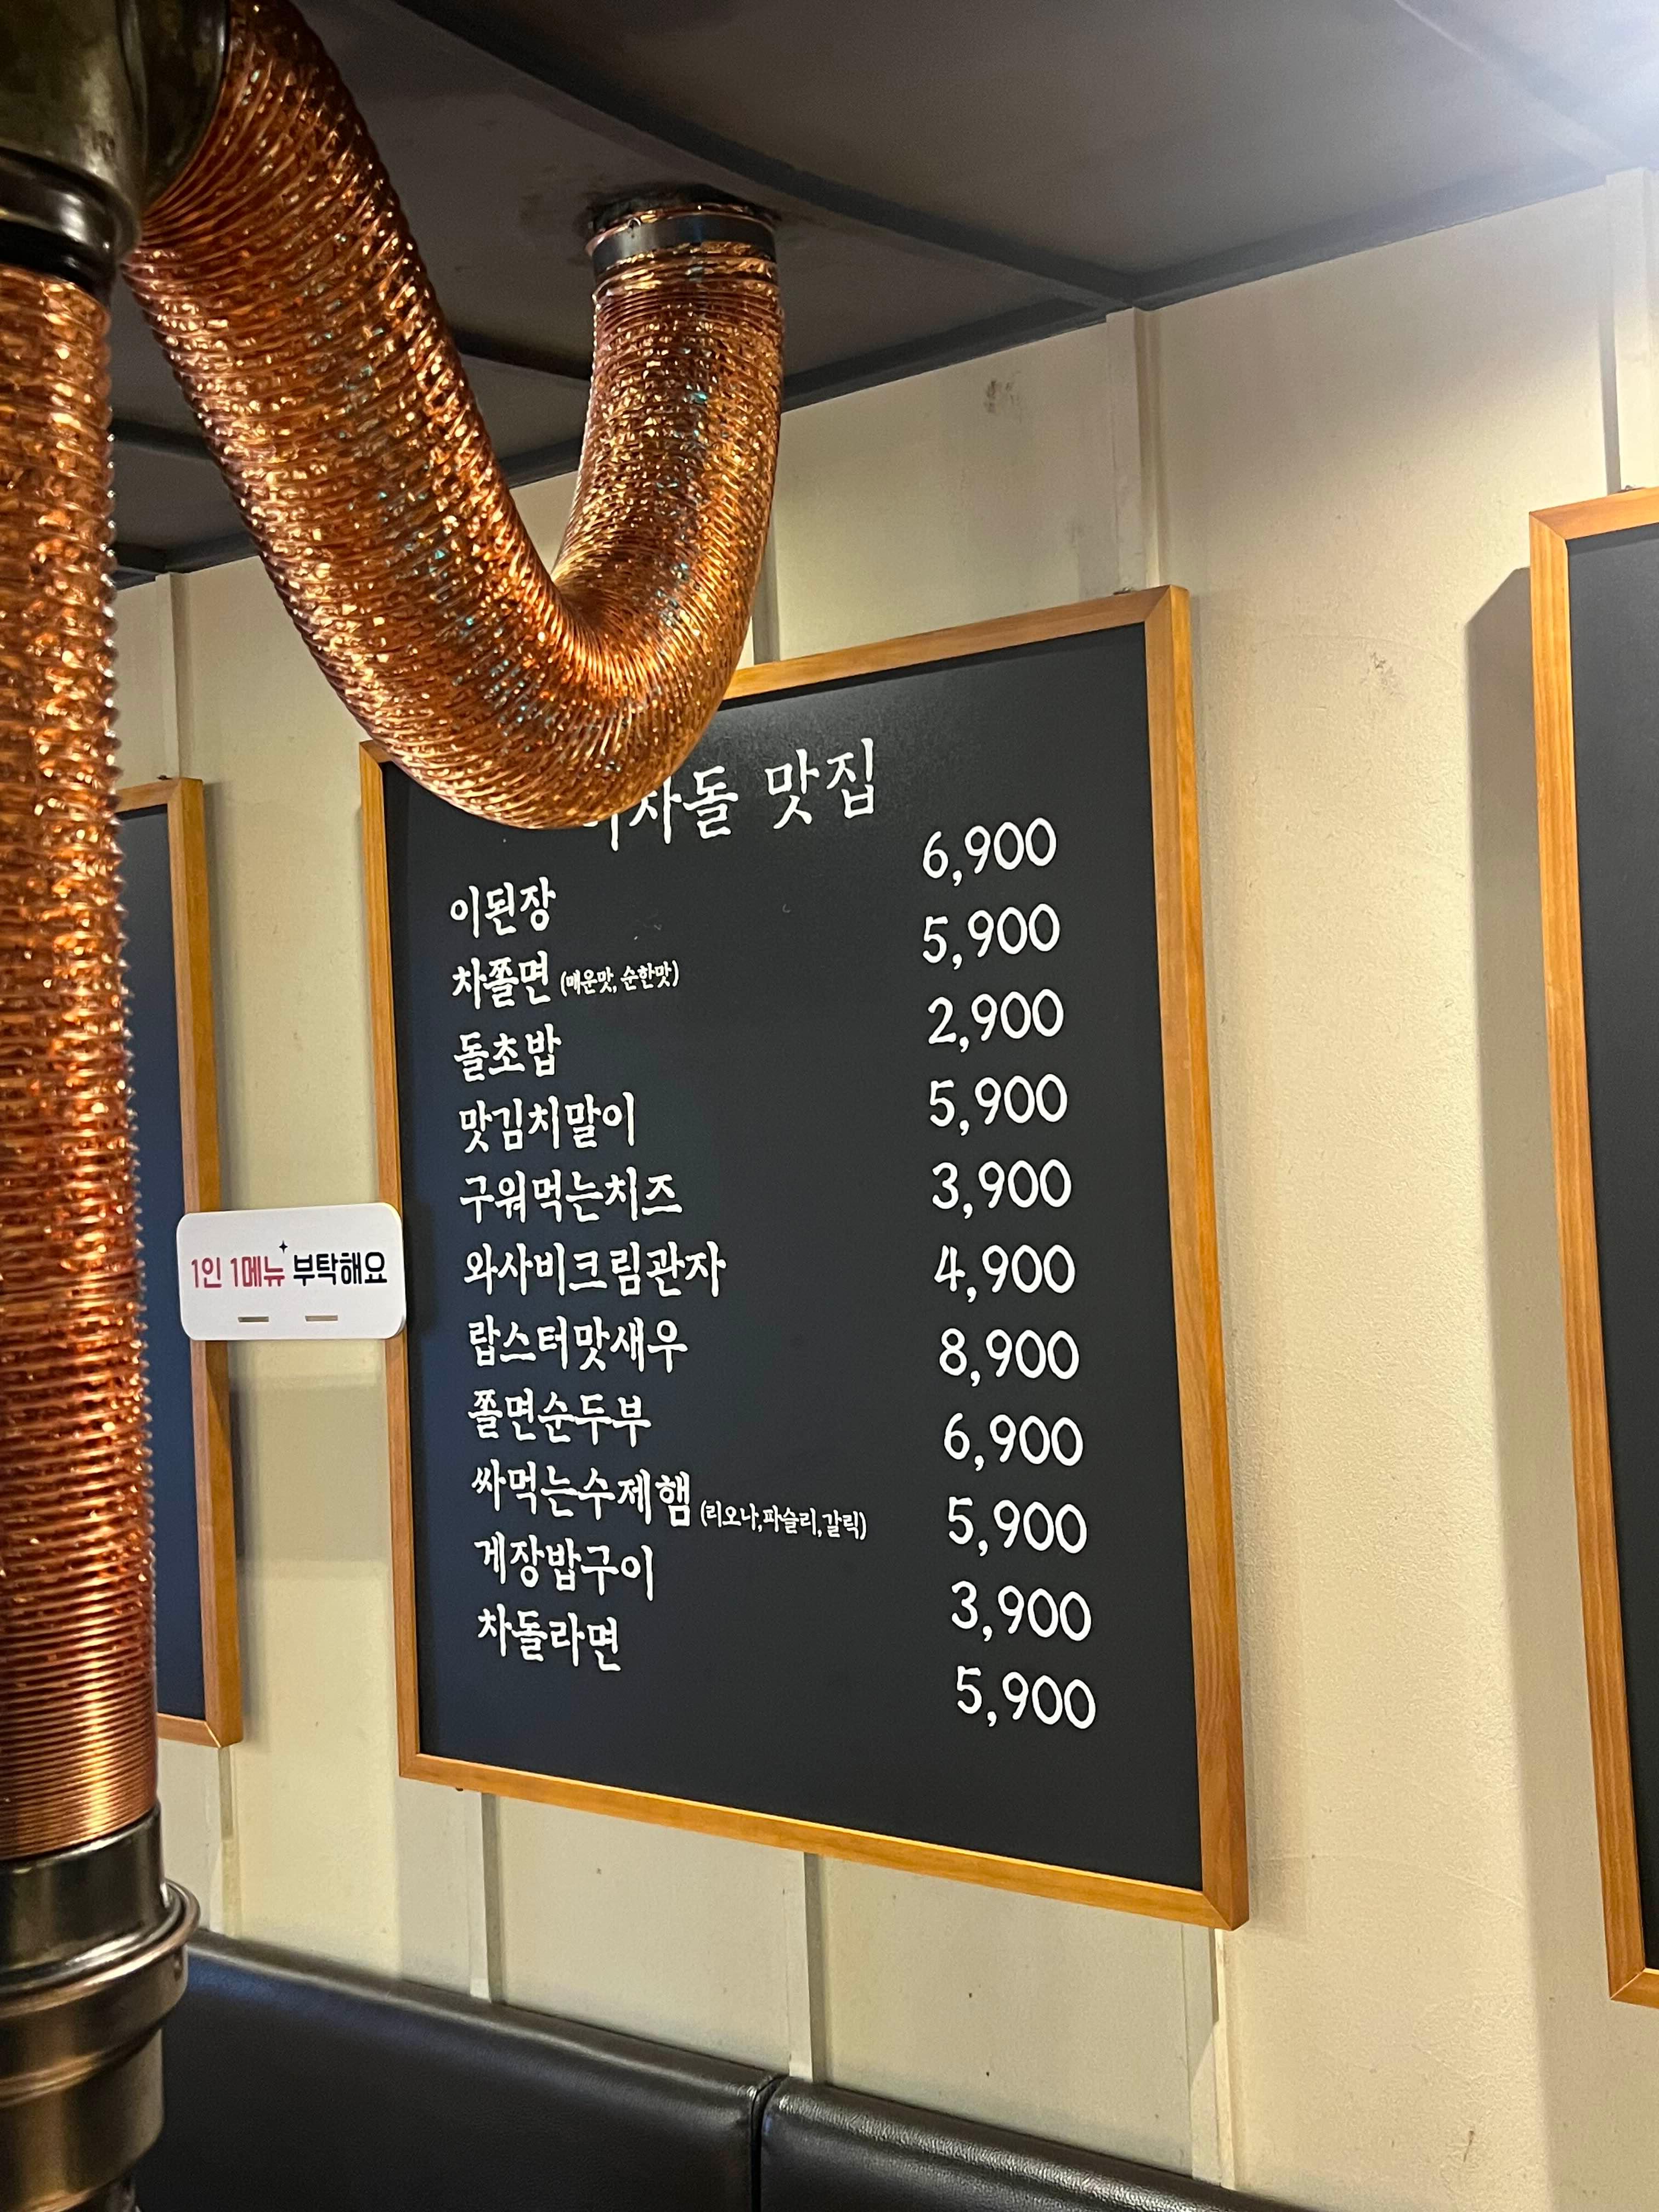 이차돌 맛집
이된장 6,900
차쫄면 (매운맛, 순한맛) 5,900
돌초밥 2,900
맛김치말이 5,900
구워먹는치즈 3,900
와사비크림관자 4,900
랍스터맛새우 8,900
쫄면순두부 6,900
싸먹는수제햄 (리오나,파슬리,갈릭) 5,900
게장밥구이 3,900
차돌라면 5,900
1인 1메뉴 부탁해요